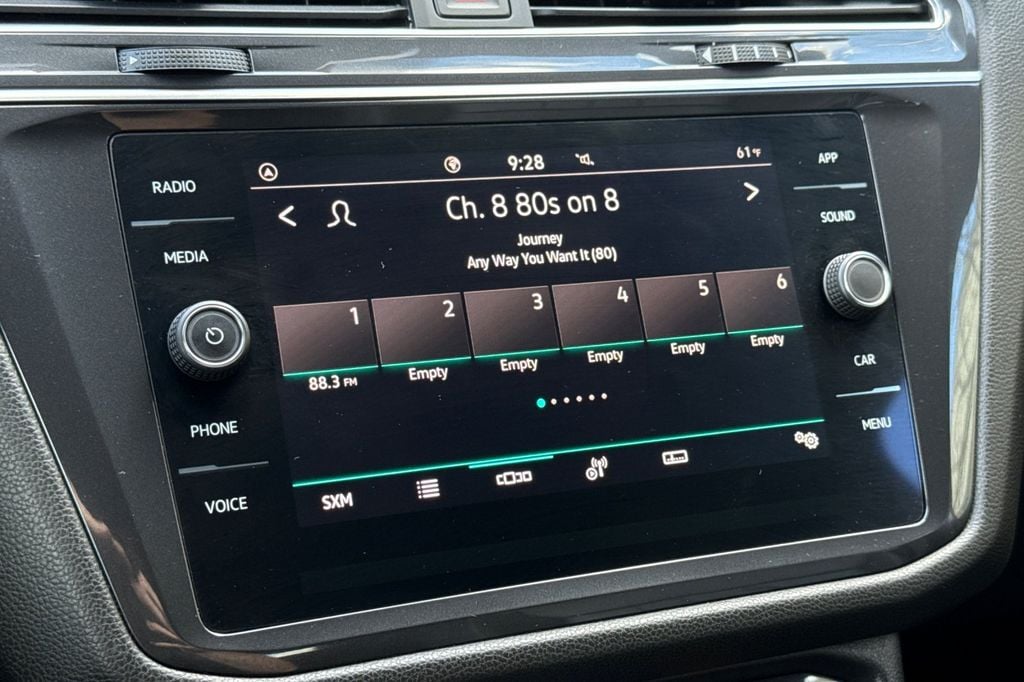 9:28 61°F
Ch. 8 80s on 8
Journey
Any Way You Want It (80)
1 2 3 4 5 6
88.3 FM Empty Empty Empty Empty Empty
SXM
RADIO
MEDIA
PHONE
VOICE
APP
SOUND
CAR
MENU